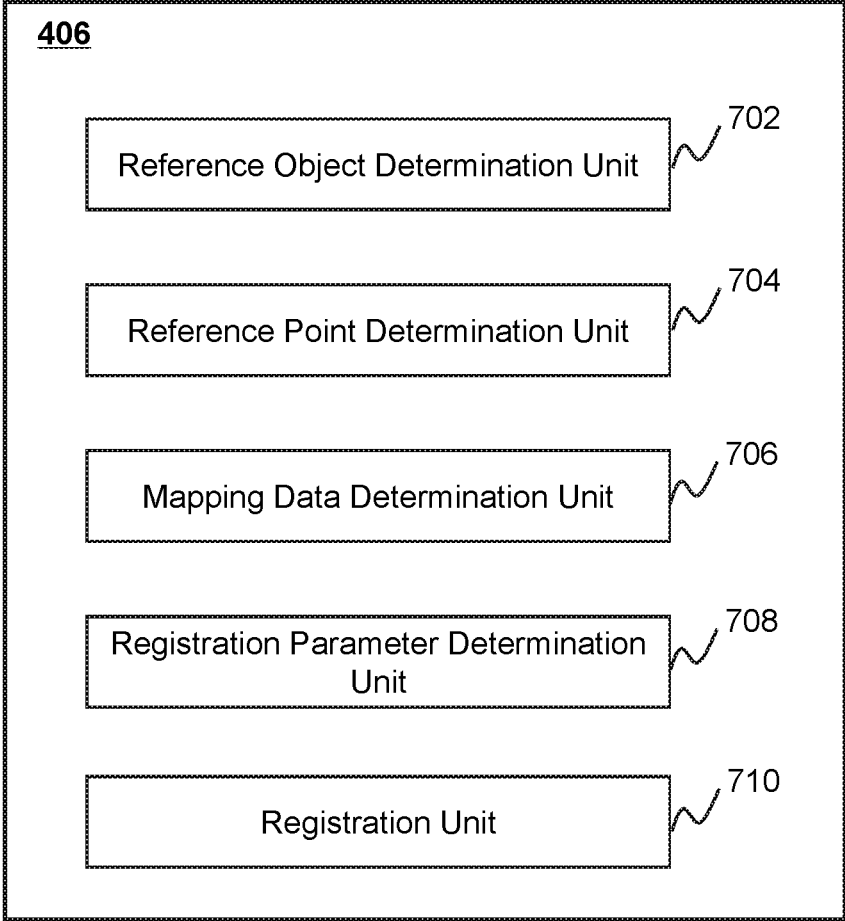 406
702
Reference Object Determination Unit
704
Reference Point Determination Unit
706
Mapping Data Determination Unit
708
Registration Parameter Determination
Unit
710
Registration Unit